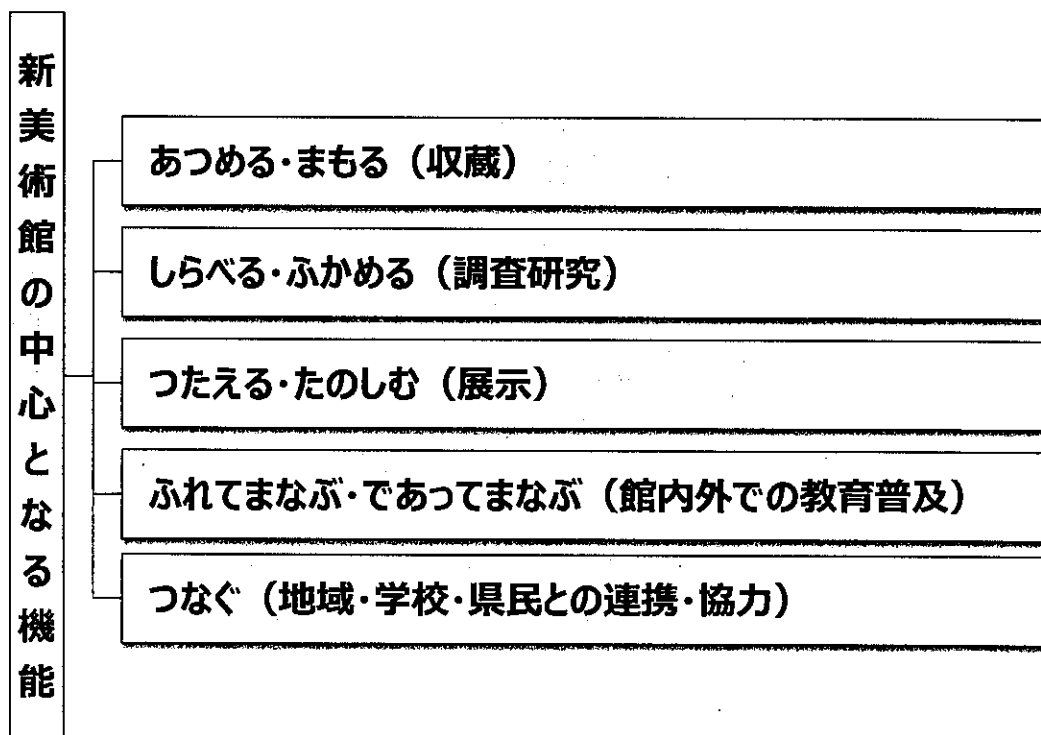 新美術館の中心となる機能
あつめる・まもる（収蔵）
しらべる・ふかめる（調査研究）
つたえる・たのしむ（展示）
ふれてまなぶ・であってまなぶ（館内外での教育普及）
つなぐ（地域・学校・県民との連携・協力）